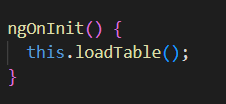 ngOnInit() {
  this.loadTable();
}